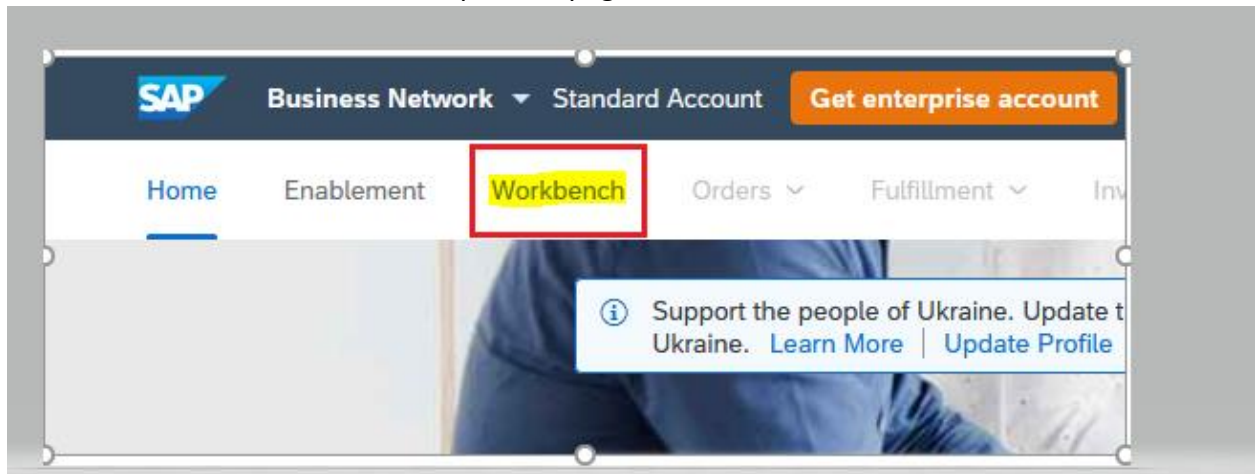 SAP Business Network Standard Account Get enterprise account
Home Enablement Workbench Orders Fulfillment Inv
Support the people of Ukraine. Update t
Ukraine. Learn More | Update Profile